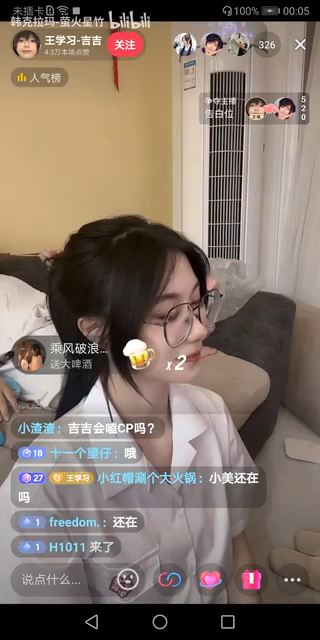 未插卡 100% 00:05
韩克拉玛-萤火星竹 bilibili
王学习-吉吉
4.3万本场点赞
关注
326
人气榜
争夺主播
告白位
520
乘风破浪...
送大啤酒
x2
小渣渣：吉吉会嗑CP吗？
18 十一个望仔：哦
27 王学习 小红帽涮个大火锅：小美还在
吗
1 freedom.：还在
1 H1011 来了
说点什么...